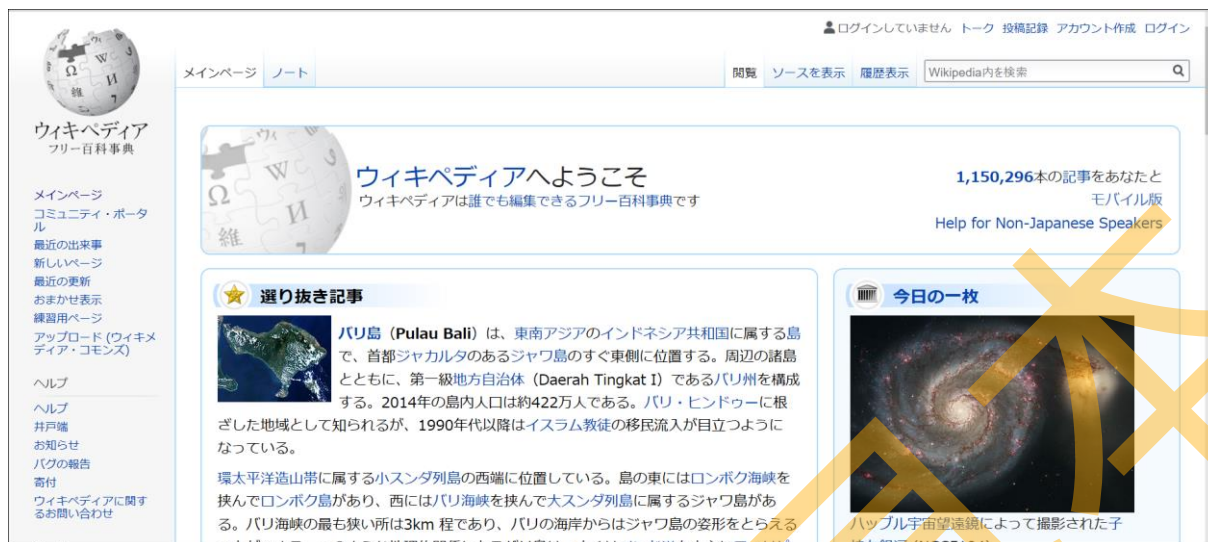 ログインしていません トーク 投稿記録 アカウント作成 ログイン
メインページ ノート 閲覧 ソースを表示 履歴表示 Wikipedia内を検索
ウィキペディア
フリー百科事典
メインページ
コミュニティ・ポータ
ル
最近の出来事
新しいページ
最近の更新
おまかせ表示
練習用ページ
アップロード (ウィキメ
ディア・コモンズ)
ヘルプ
ヘルプ
井戸端
お知らせ
バグの報告
寄付
ウィキペディアに関す
るお問い合わせ
ウィキペディアへようこそ
ウィキペディアは誰でも編集できるフリー百科事典です
1,150,296本の記事をあなたと
モバイル版
Help for Non-Japanese Speakers
選り抜き記事
バリ島（Pulau Bali）は、東南アジアのインドネシア共和国に属する島
で、首都ジャカルタのあるジャワ島のすぐ東側に位置する。周辺の諸島
とともに、第一級地方自治体（Daerah Tingkat I）であるバリ州を構成
する。2014年の島内人口は約422万人である。バリ・ヒンドゥーに根
ざした地域として知られるが、1990年代以降はイスラム教徒の移民流入が目立つように
なっている。
環太平洋造山帯に属する小スンダ列島の西端に位置している。島の東にはロンボク海峡を
挟んでロンボク島があり、西にはバリ海峡を挟んで大スンダ列島に属するジャワ島があ
る。バリ海峡の最も狭い所は3km 程であり、バリの海岸からはジャワ島の姿形をとらえる
今日の一枚
ハッブル宇宙望遠鏡によって撮影された子